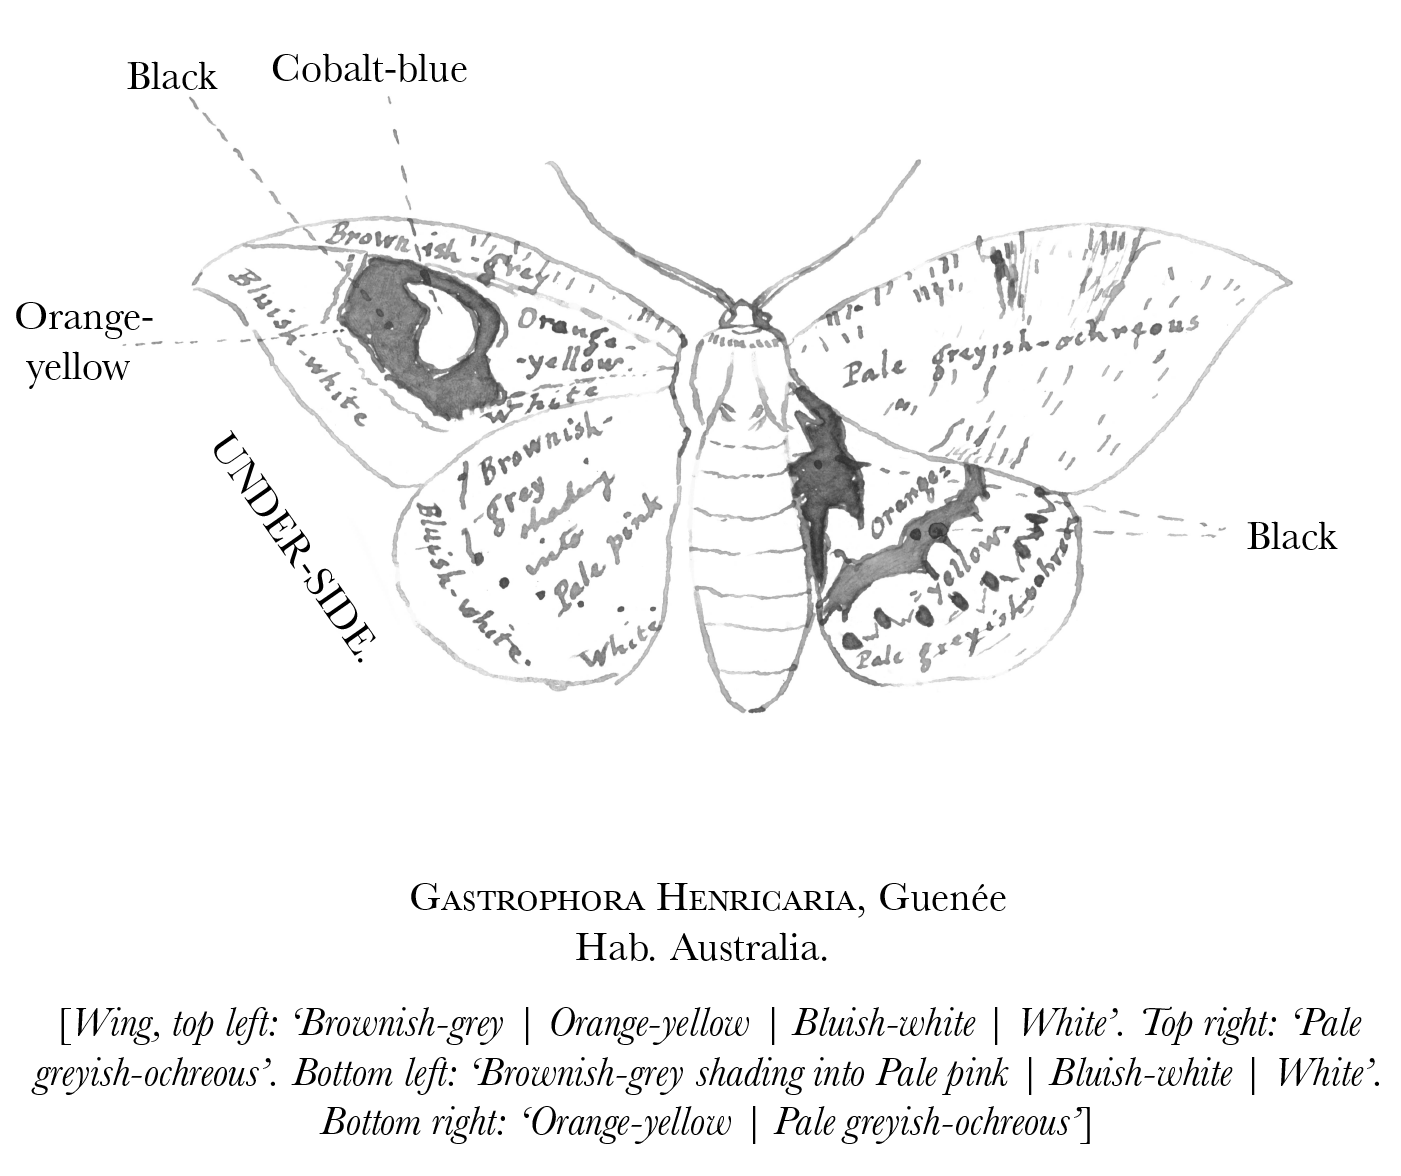 Black
Cobalt-blue
Orange-
yellow
Brownish-grey
Bluish-white
Orange-
-yellow.
White
Pale greyish-ochreous
UNDER-SIDE.
Brownish-
grey
shading
into
Pale pink
Bluish-white.
White
Orange=
=yellow
Pale greyish-ochreo
Black
GASTROPHORA HENRICARIA, Guenée
Hab. Australia.
[Wing, top left: ‘Brownish-grey | Orange-yellow | Bluish-white | White’. Top right: ‘Pale
greyish-ochreous’. Bottom left: ‘Brownish-grey shading into Pale pink | Bluish-white | White’.
Bottom right: ‘Orange-yellow | Pale greyish-ochreous’]